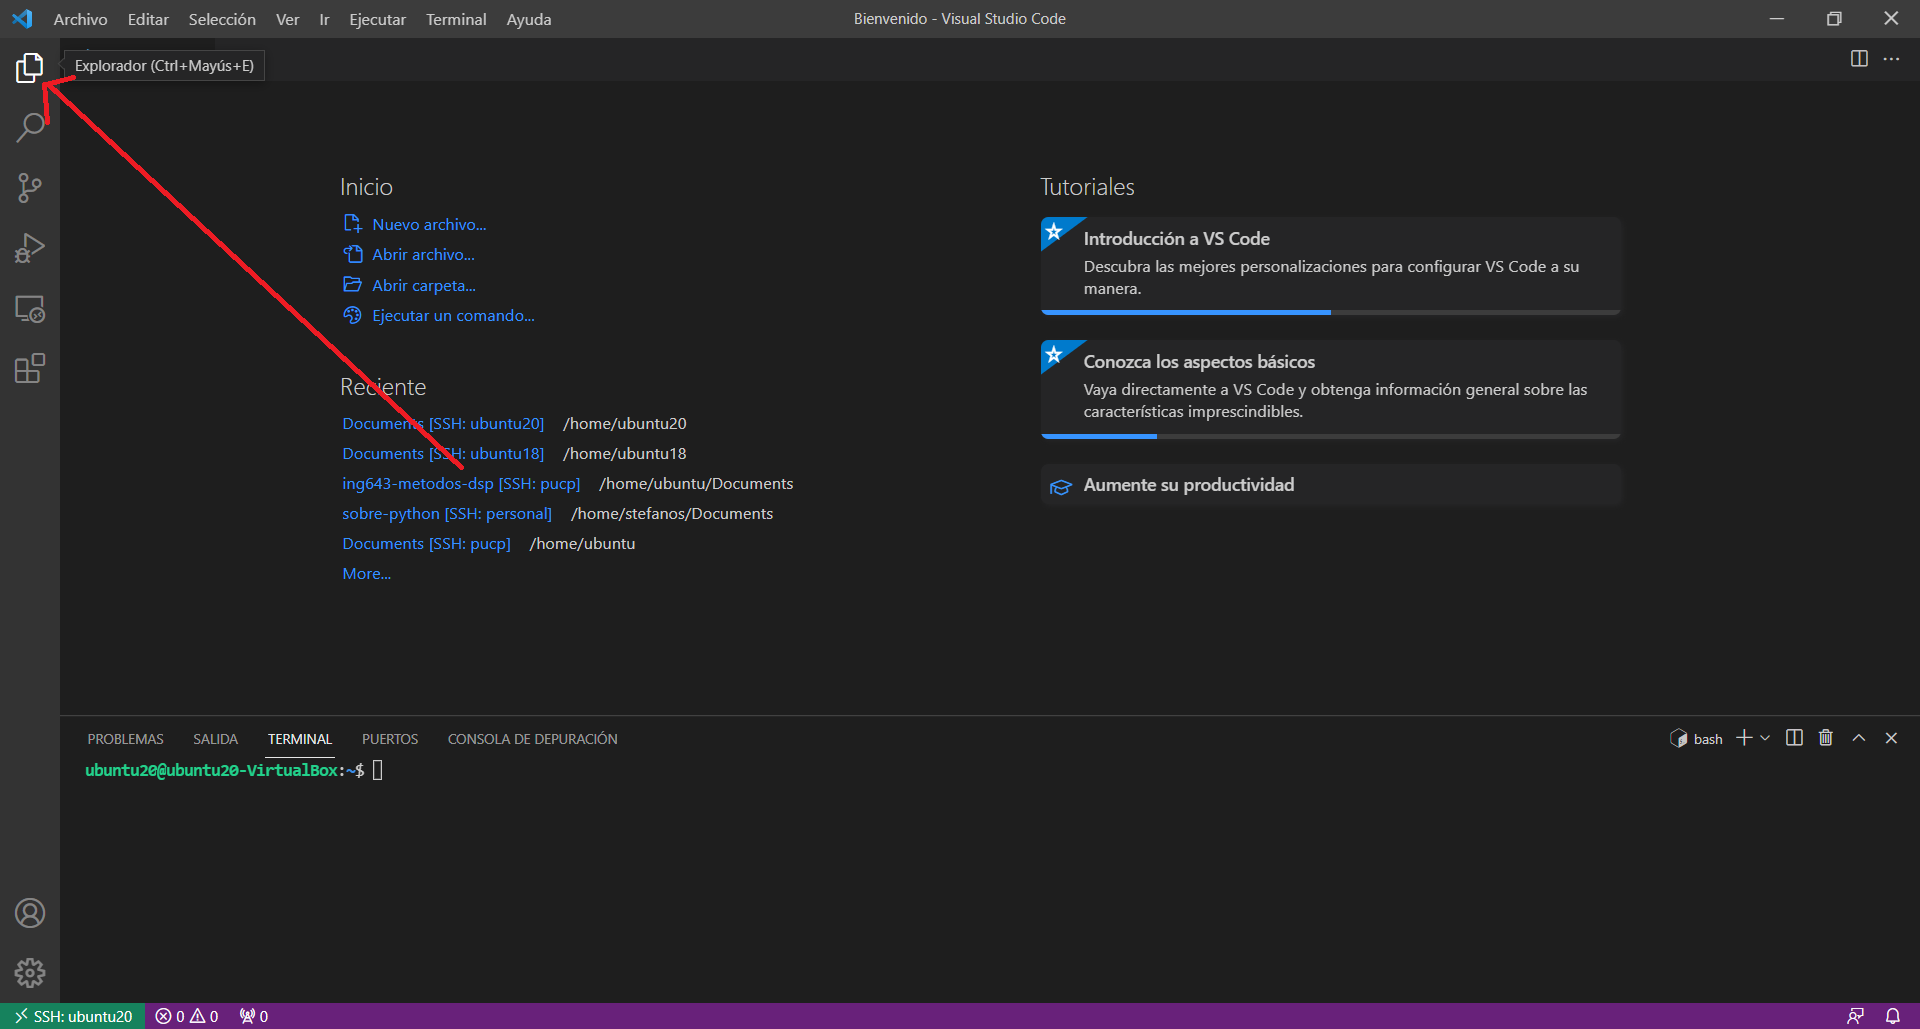 Archivo Editar Selección Ver Ir Ejecutar Terminal Ayuda
Bienvenido - Visual Studio Code
Explorador (Ctrl+Mayús+E)
Inicio
Nuevo archivo...
Abrir archivo...
Abrir carpeta...
Ejecutar un comando...
Reciente
Documents [SSH: ubuntu20] /home/ubuntu20
Documents [SSH: ubuntu18] /home/ubuntu18
ing643-metodos-dsp [SSH: pucp] /home/ubuntu/Documents
sobre-python [SSH: personal] /home/stefanos/Documents
Documents [SSH: pucp] /home/ubuntu
More...
Tutoriales
Introducción a VS Code
Descubra las mejores personalizaciones para configurar VS Code a su
manera.
Conozca los aspectos básicos
Vaya directamente a VS Code y obtenga información general sobre las
características imprescindibles.
Aumente su productividad
PROBLEMAS SALIDA TERMINAL PUERTOS CONSOLA DE DEPURACIÓN
bash
ubuntu20@ubuntu20-VirtualBox:~$
SSH: ubuntu20 0 0 0